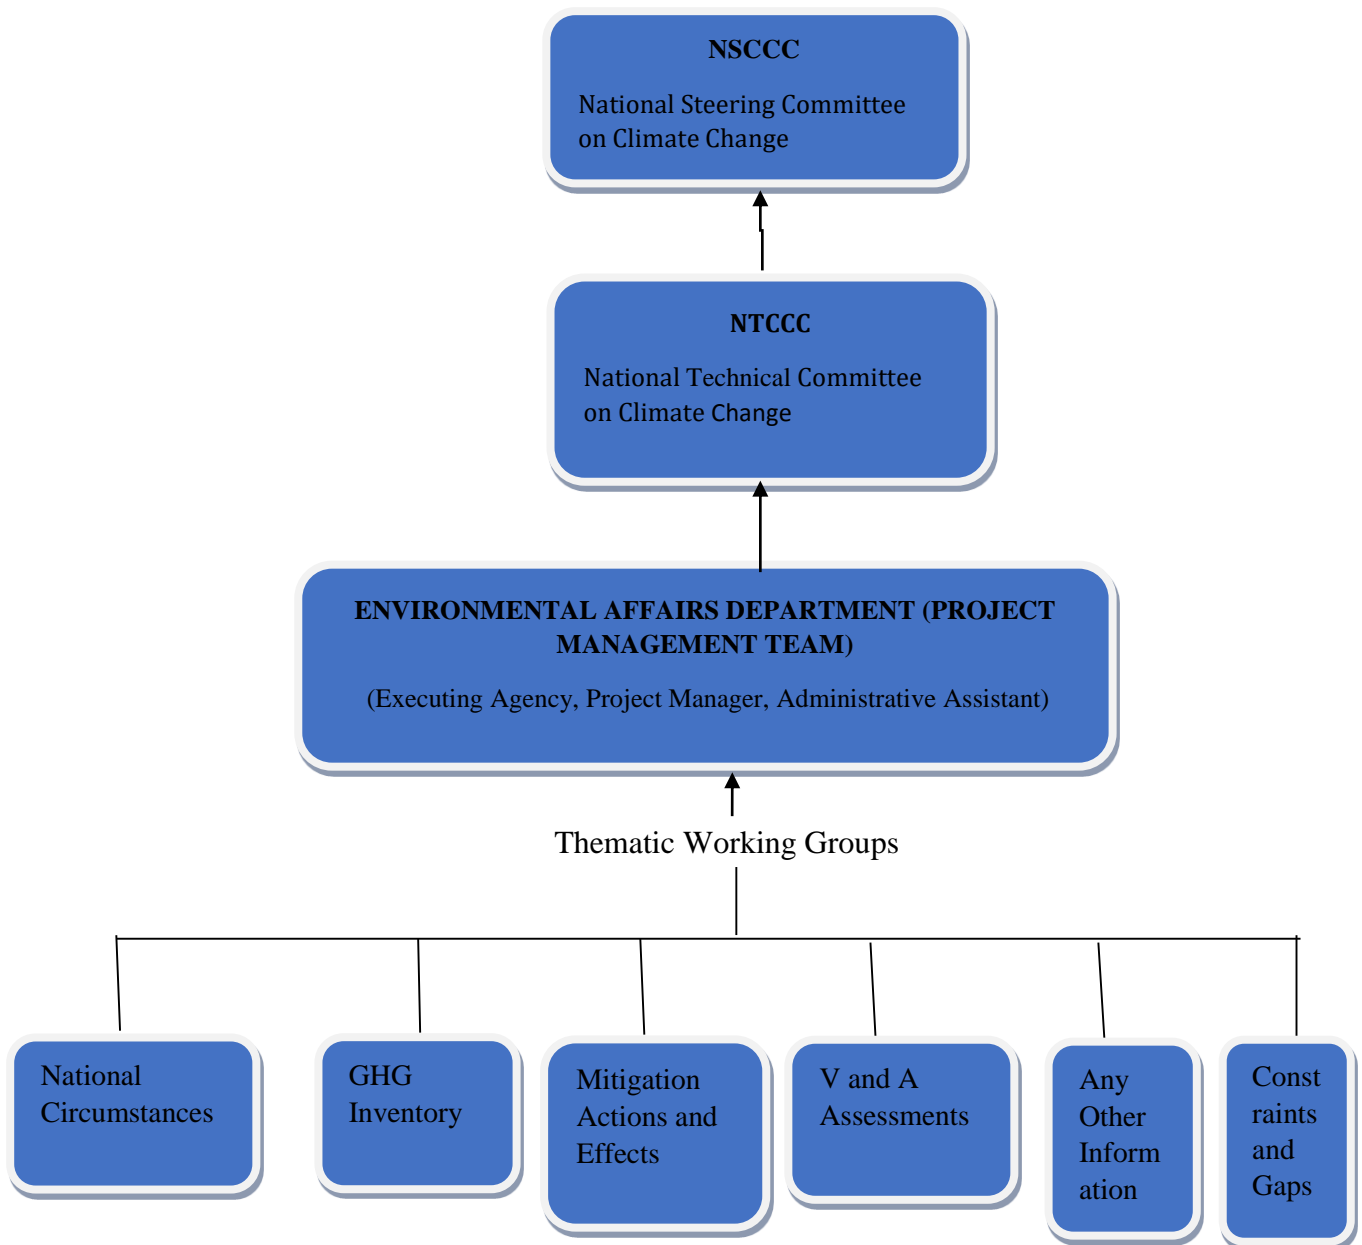 NSCCC
National Steering Committee
on Climate Change
NTCCC
National Technical Committee
on Climate Change
ENVIRONMENTAL AFFAIRS DEPARTMENT (PROJECT
MANAGEMENT TEAM)
(Executing Agency, Project Manager, Administrative Assistant)
Thematic Working Groups
National
Circumstances
GHG
Inventory
Mitigation
Actions and
Effects
V and A
Assessments
Any
Other
Inform
ation
Const
raints
and
Gaps